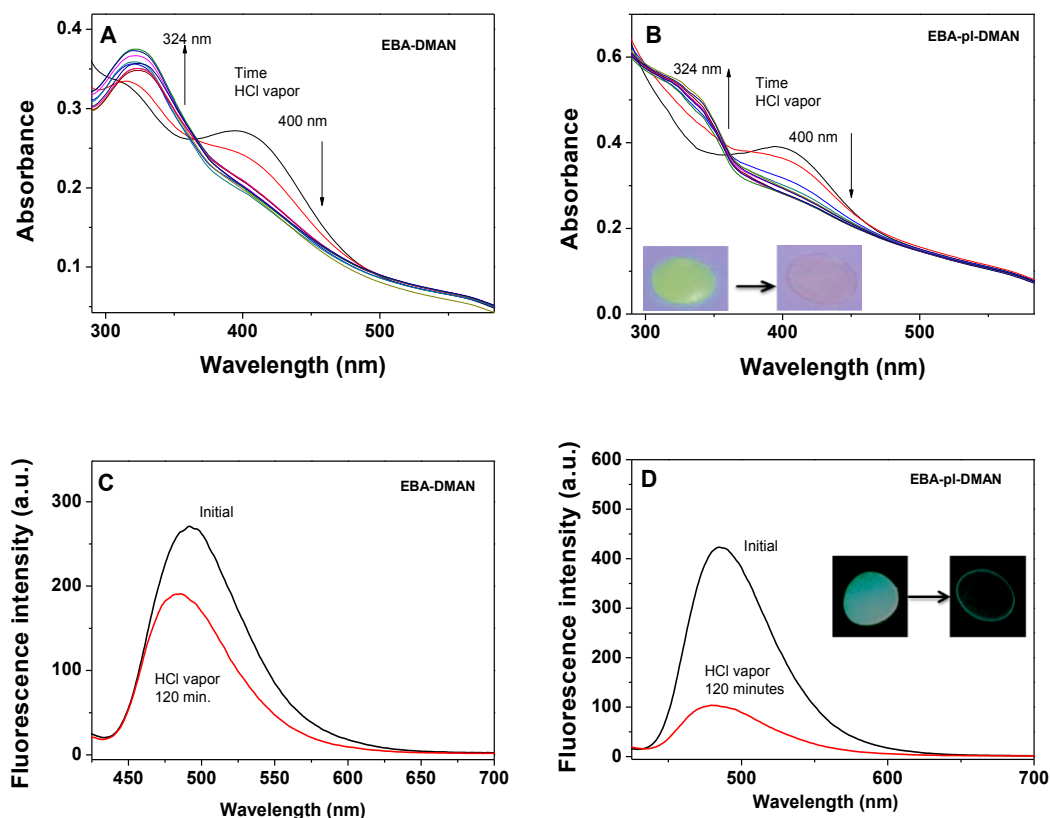 A
324 nm
EBA-DMAN
Time
HCl vapor
400 nm
0.4
0.3
0.2
0.1
300
400
500
Absorbance
Wavelength (nm)
B
EBA-pl-DMAN
324 nm
Time
HCl vapor
400 nm
0.6
0.4
0.2
0.0
300
350
400
450
500
Absorbance
Wavelength (nm)
C
EBA-DMAN
Initial
HCl vapor
120 min.
300
200
100
0
450
500
550
600
650
700
Fluorescence intensity (a.u.)
Wavelength (nm)
D
EBA-pl-DMAN
Initial
HCl vapor
120 minutes
600
500
400
300
200
100
0
500
600
700
Fluorescence intensity (a.u.)
Wavelength (nm)